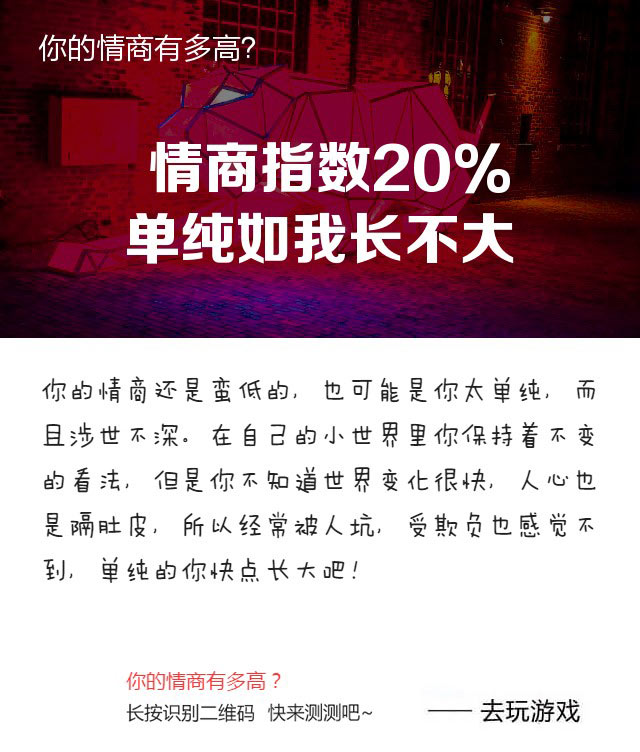 你的情商有多高?
情商指数20%
单纯如我长不大
你的情商还是蛮低的，也可能是你太单纯，而
且涉世不深。在自己的小世界里你保持着不变
的看法，但是你不知道世界变化很快，人心也
是隔肚皮，所以经常被人坑，受欺负也感觉不
到，单纯的你快点长大吧！
你的情商有多高？
长按识别二维码 快来测测吧~
—— 去玩游戏